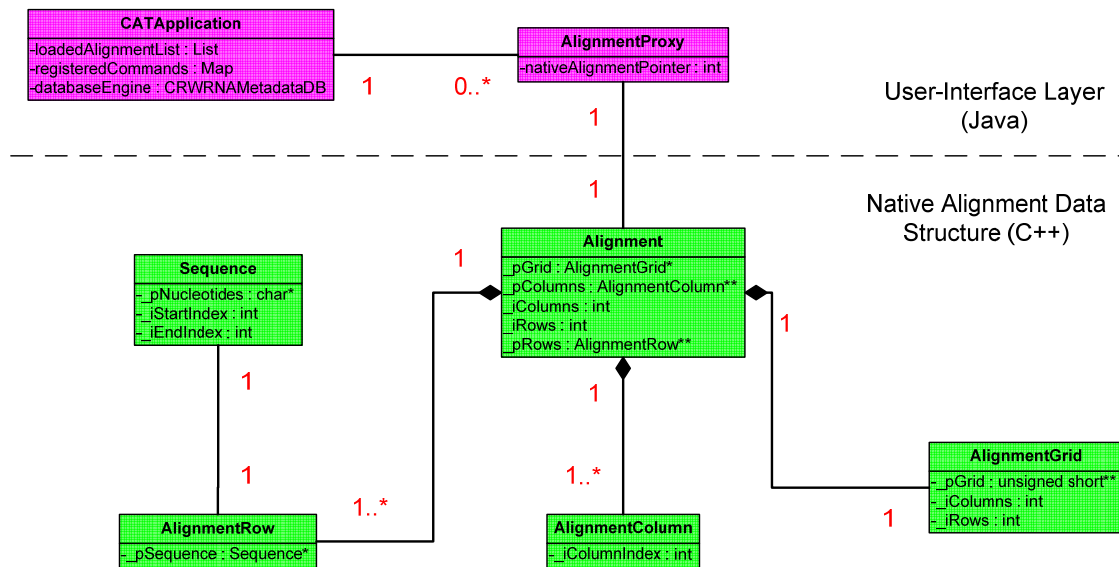 CATApplication
-loadedAlignmentList : List
-registeredCommands : Map
-databaseEngine : CRWRNAMetadataDB
1
0..*
AlignmentProxy
-nativeAlignmentPointer : int
User-Interface Layer
(Java)
1
1
Native Alignment Data
Structure (C++)
Alignment
-_pGrid : AlignmentGrid*
-_pColumns : AlignmentColumn**
-_iColumns : int
-_iRows : int
-_pRows : AlignmentRow**
1
1
1
Sequence
-_pNucleotides : char*
-_iStartIndex : int
-_iEndIndex : int
1
1
1..*
1..*
1
AlignmentRow
-_pSequence : Sequence*
AlignmentColumn
-_iColumnIndex : int
AlignmentGrid
-_pGrid : unsigned short**
-_iColumns : int
-_iRows : int